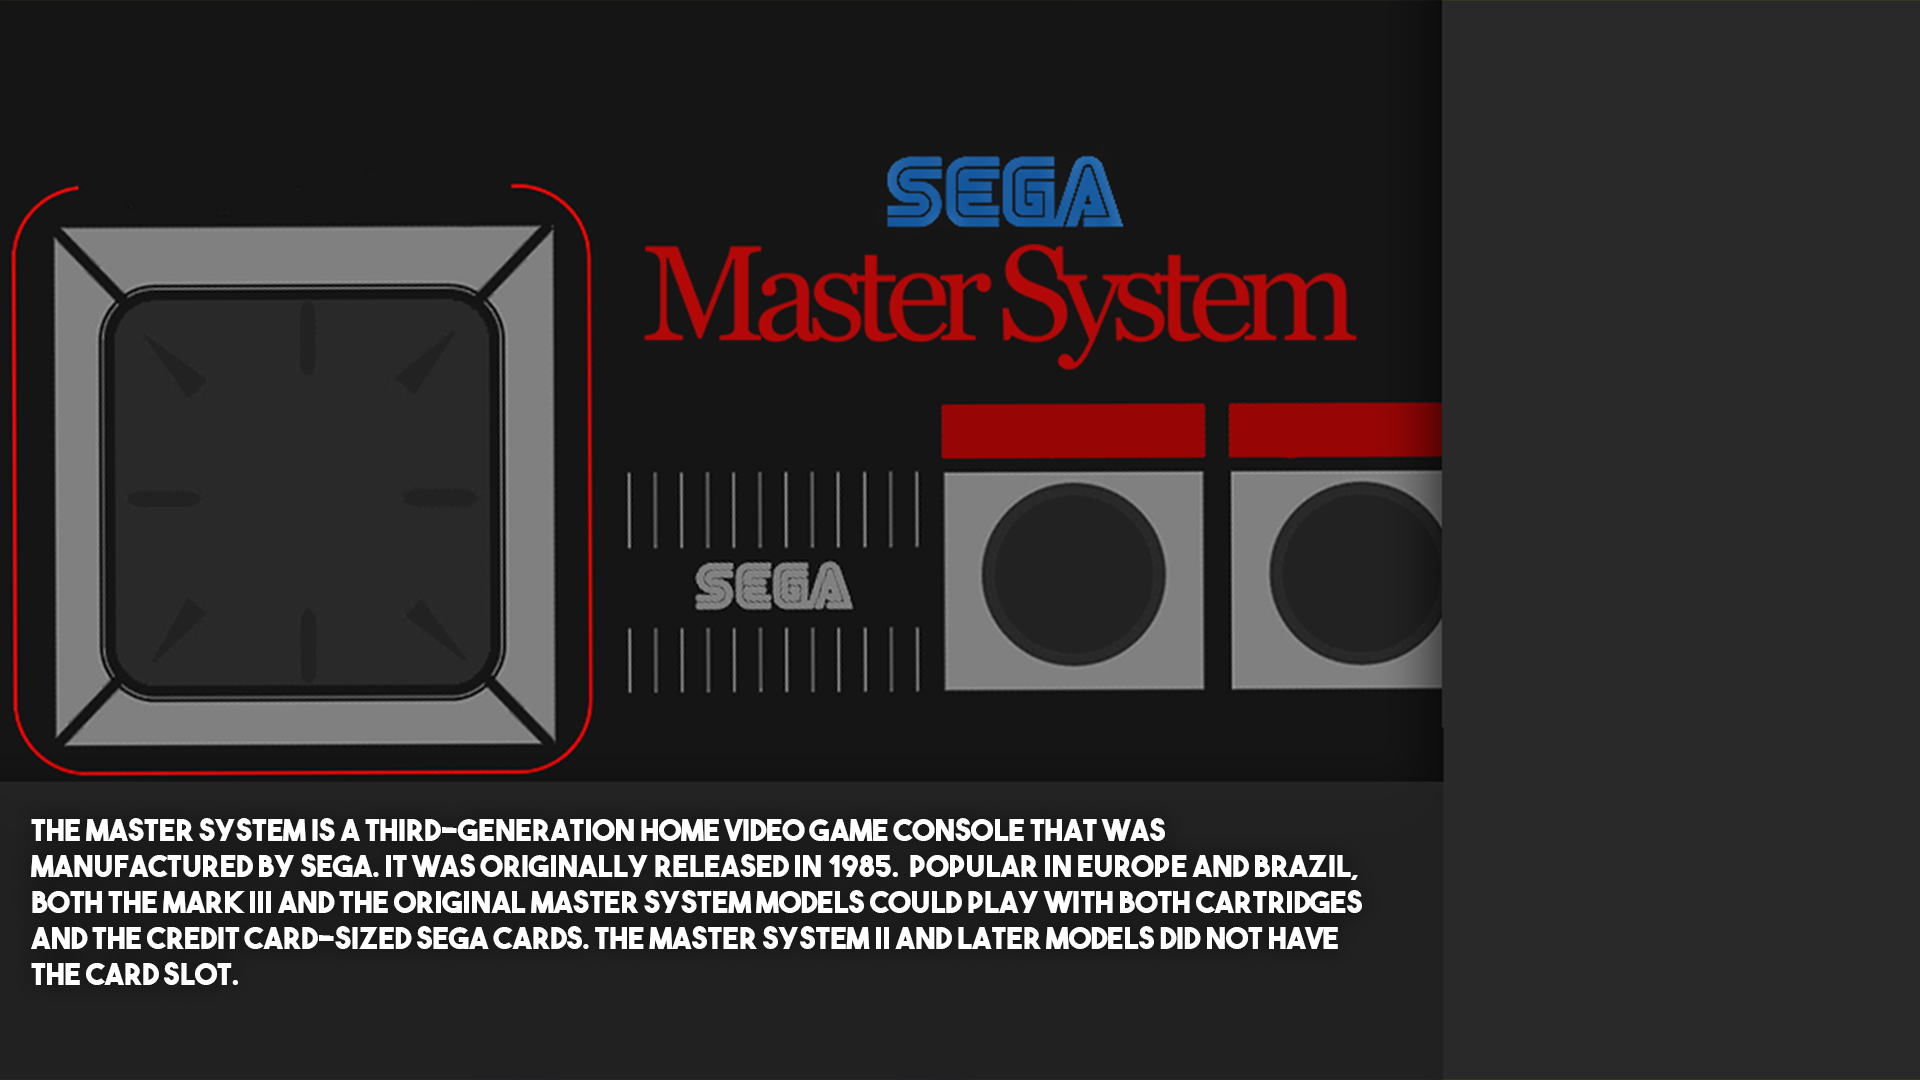 SEGA
Master System
SEGA
THE MASTER SYSTEM IS A THIRD-GENERATION HOME VIDEO GAME CONSOLE THAT WAS
MANUFACTURED BY SEGA. IT WAS ORIGINALLY RELEASED IN 1985. POPULAR IN EUROPE AND BRAZIL,
BOTH THE MARK III AND THE ORIGINAL MASTER SYSTEM MODELS COULD PLAY WITH BOTH CARTRIDGES
AND THE CREDIT CARD-SIZED SEGA CARDS. THE MASTER SYSTEM II AND LATER MODELS DID NOT HAVE
THE CARD SLOT.